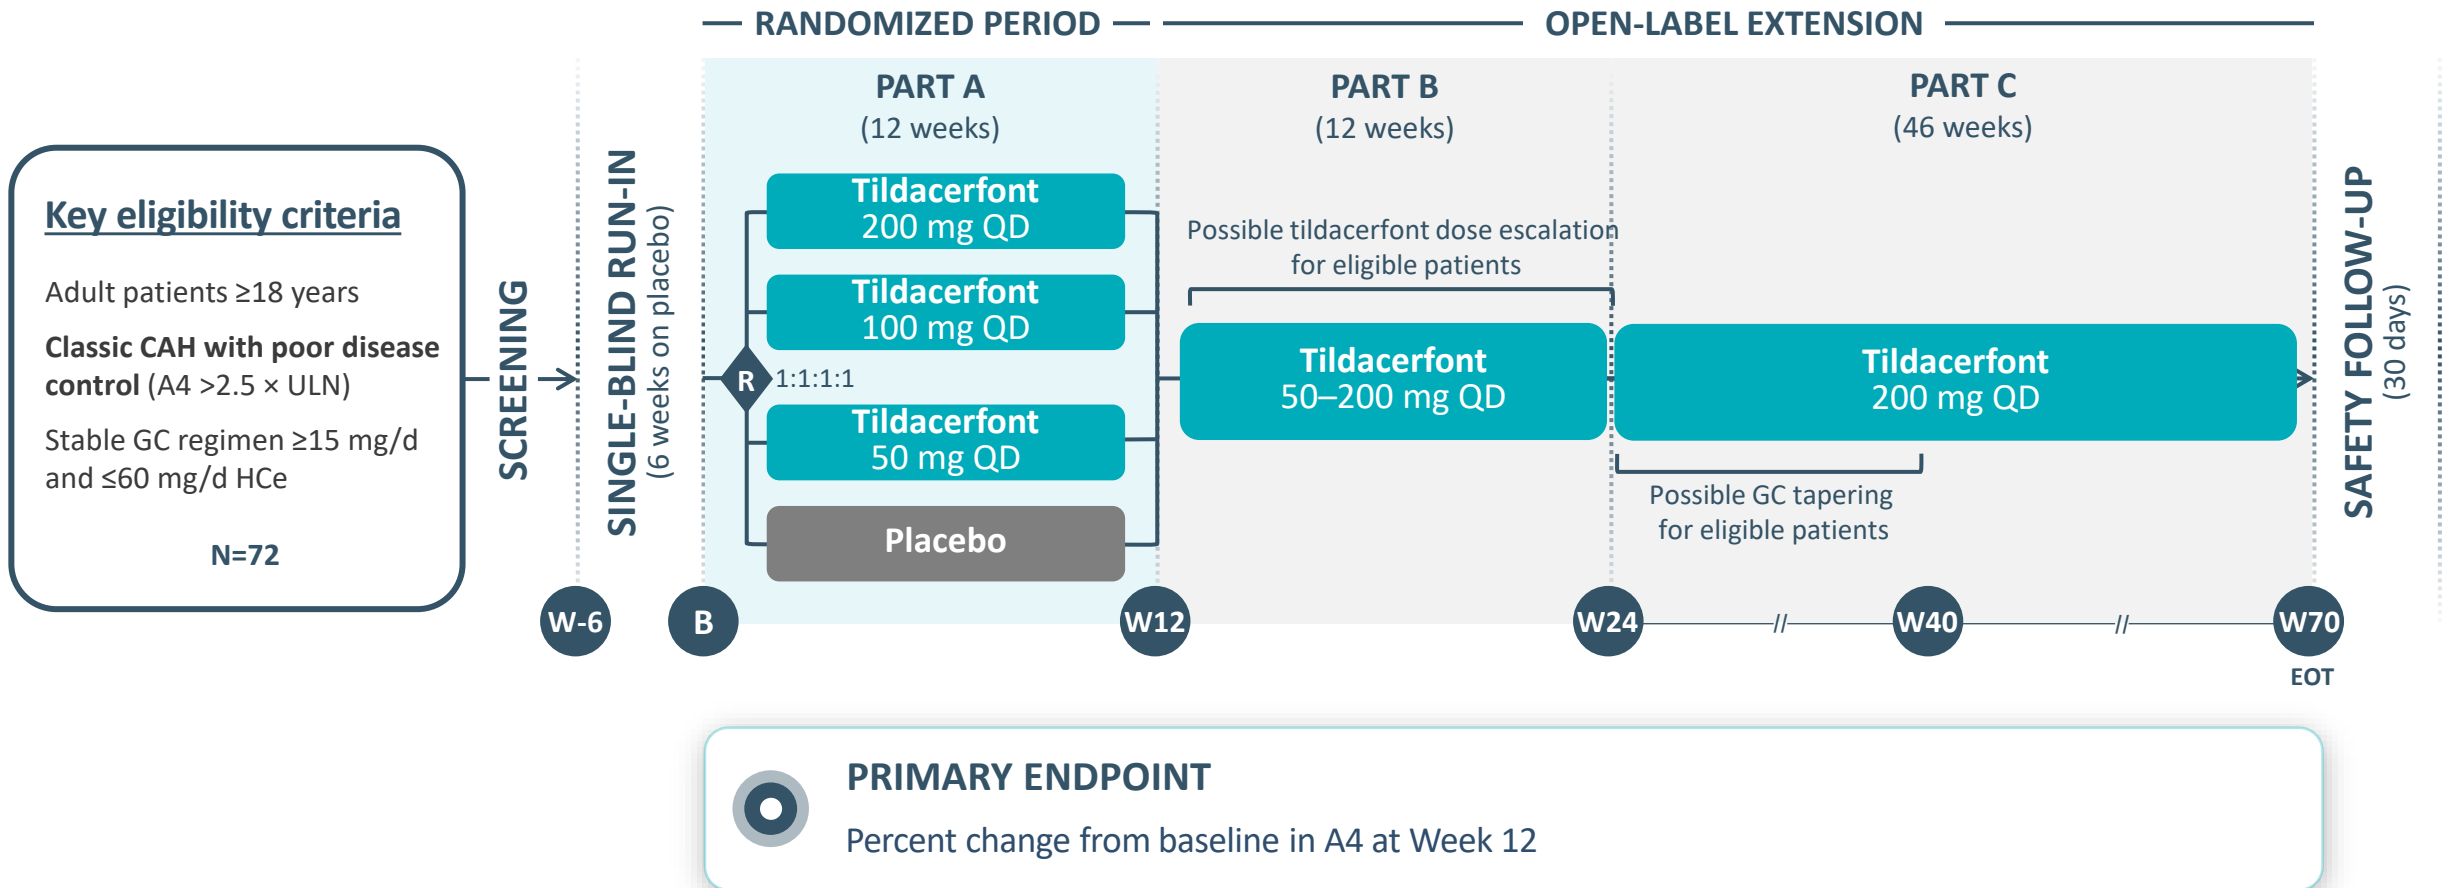 RANDOMIZED PERIOD
OPEN-LABEL EXTENSION
Key eligibility criteria
Adult patients ≥18 years
Classic CAH with poor disease
control (A4 >2.5 × ULN)
Stable GC regimen ≥15 mg/d
and ≤60 mg/d HCe
N=72
SCREENING
SINGLE-BLIND RUN-IN
(6 weeks on placebo)
PART A
(12 weeks)
R
1:1:1:1
Tildacerfont
200 mg QD
Tildacerfont
100 mg QD
Tildacerfont
50 mg QD
Placebo
PART B
(12 weeks)
Possible tildacerfont dose escalation
for eligible patients
Tildacerfont
50–200 mg QD
PART C
(46 weeks)
Tildacerfont
200 mg QD
Possible GC tapering
for eligible patients
SAFETY FOLLOW-UP
(30 days)
W-6
B
W12
W24
//
W40
//
W70
EOT
PRIMARY ENDPOINT
Percent change from baseline in A4 at Week 12